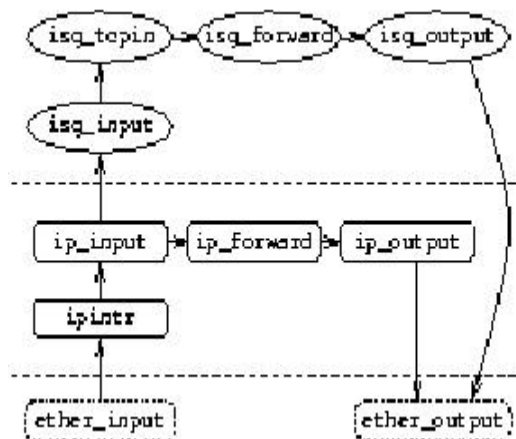 isq_tcpin isq_forward isq_output
isq_input
ip_input ip_forward ip_output
ipintr
ether_input ether_output